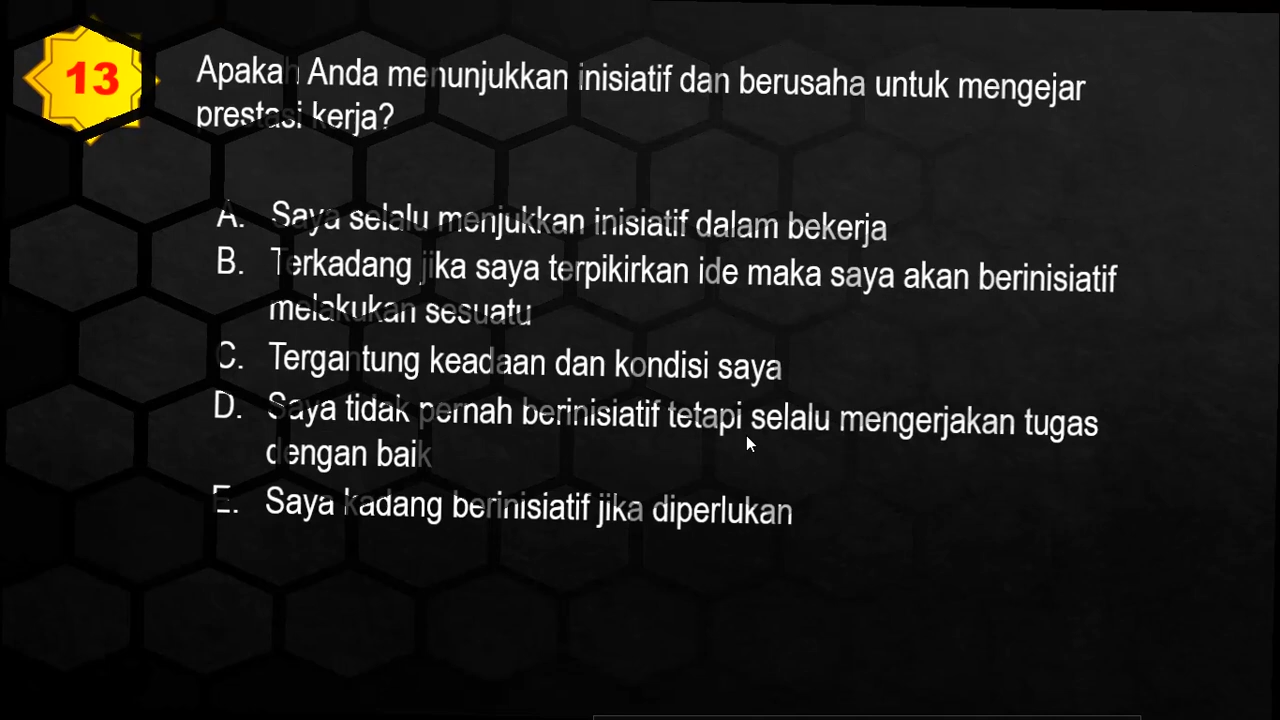 13
Apakah Anda menunjukkan inisiatif dan berusaha untuk mengejar
prestasi kerja?
A. Saya selalu menjukkan inisiatif dalam bekerja
B. Terkadang jika saya terpikirkan ide maka saya akan berinisiatif
melakukan sesuatu
C. Tergantung keadaan dan kondisi saya
D. Saya tidak pernah berinisiatif tetapi selalu mengerjakan tugas
dengan baik
E. Saya kadang berinisiatif jika diperlukan